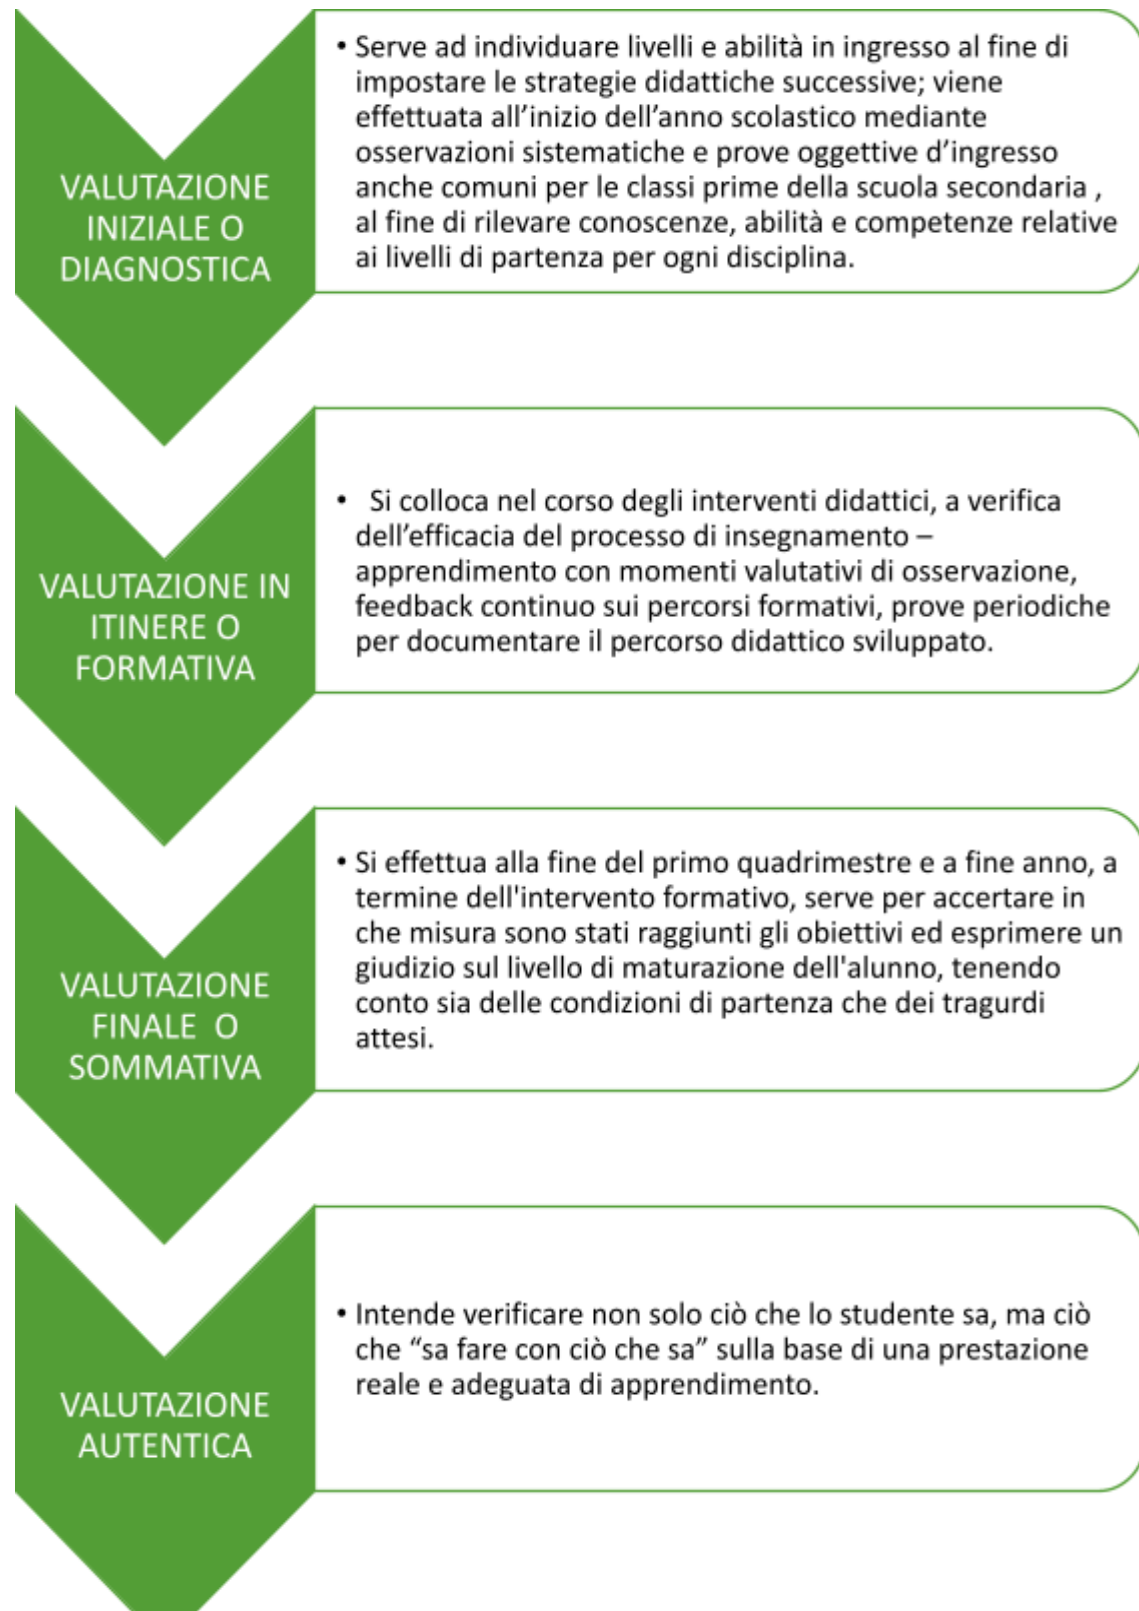 VALUTAZIONE
INIZIALE O
DIAGNOSTICA
• Serve ad individuare livelli e abilità in ingresso al fine di
impostare le strategie didattiche successive; viene
effettuata all’inizio dell’anno scolastico mediante
osservazioni sistematiche e prove oggettive d’ingresso
anche comuni per le classi prime della scuola secondaria ,
al fine di rilevare conoscenze, abilità e competenze relative
ai livelli di partenza per ogni disciplina.
VALUTAZIONE IN
ITINERE O
FORMATIVA
• Si colloca nel corso degli interventi didattici, a verifica
dell’efficacia del processo di insegnamento –
apprendimento con momenti valutativi di osservazione,
feedback continuo sui percorsi formativi, prove periodiche
per documentare il percorso didattico sviluppato.
VALUTAZIONE
FINALE O
SOMMATIVA
• Si effettua alla fine del primo quadrimestre e a fine anno, a
termine dell'intervento formativo, serve per accertare in
che misura sono stati raggiunti gli obiettivi ed esprimere un
giudizio sul livello di maturazione dell'alunno, tenendo
conto sia delle condizioni di partenza che dei tragurdi
attesi.
VALUTAZIONE
AUTENTICA
• Intende verificare non solo ciò che lo studente sa, ma ciò
che “sa fare con ciò che sa” sulla base di una prestazione
reale e adeguata di apprendimento.